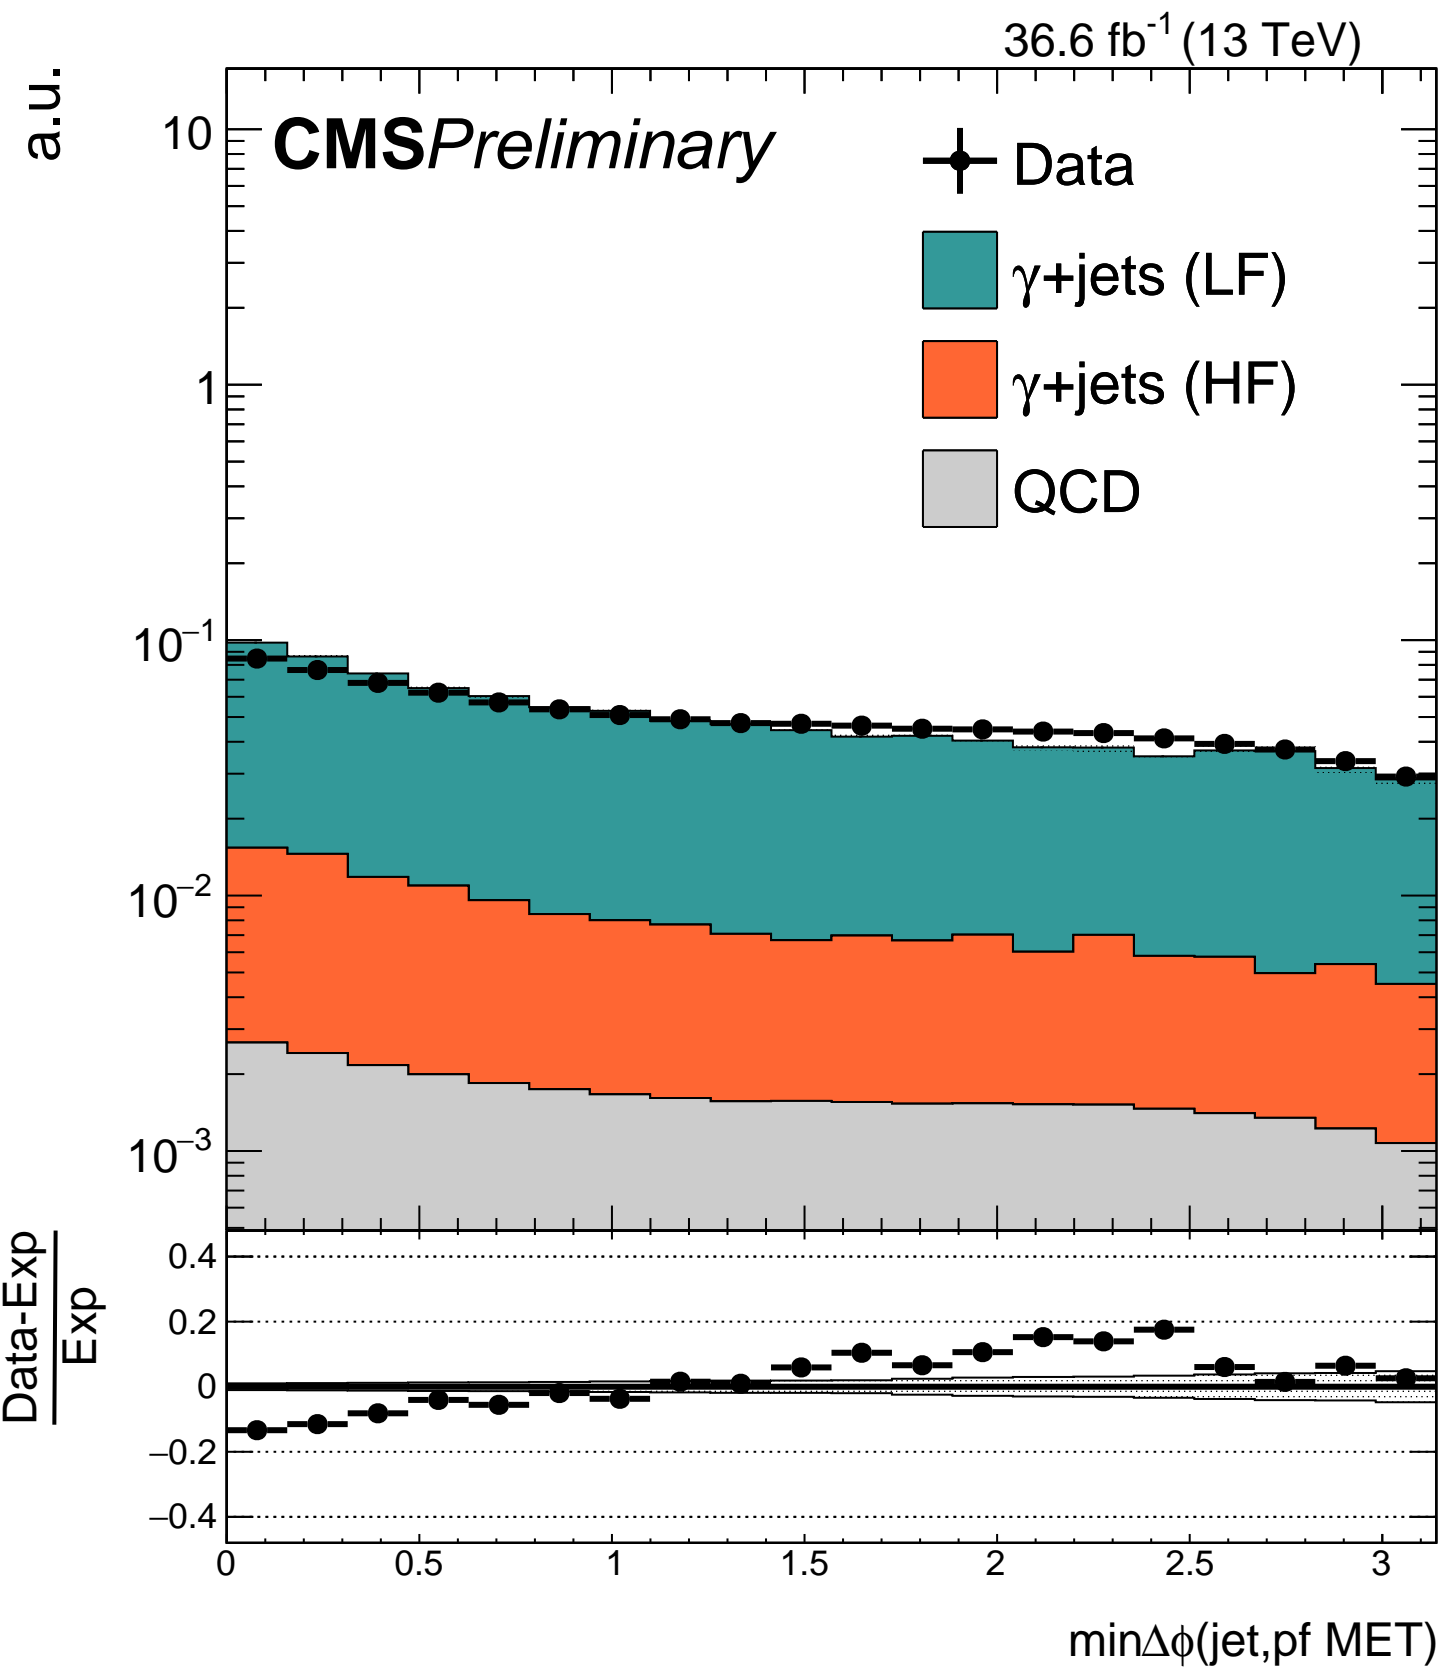 36.6 fb⁻¹ (13 TeV)
a.u.
CMS Preliminary
Data
γ+jets (LF)
γ+jets (HF)
QCD
10
1
10⁻¹
10⁻²
10⁻³
Data-Exp
Exp
0.4
0.2
0
−0.2
−0.4
0 0.5 1 1.5 2 2.5 3
minΔϕ(jet,pf MET)